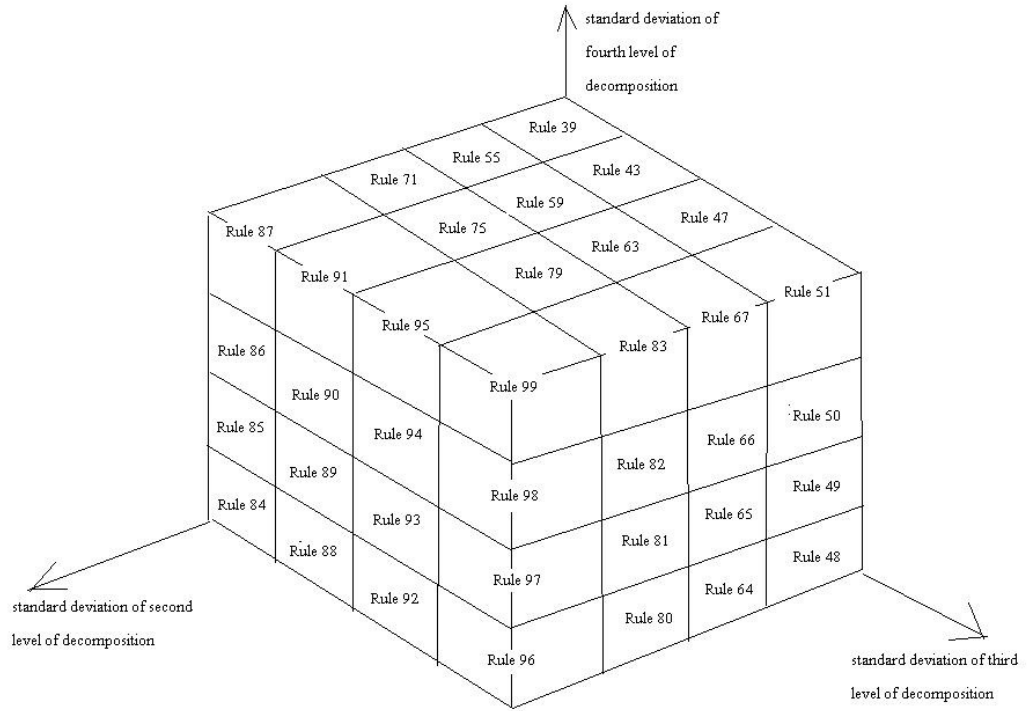 standard deviation of
fourth level of
decomposition
Rule 39
Rule 55
Rule 43
Rule 71
Rule 59
Rule 47
Rule 87
Rule 75
Rule 63
Rule 91
Rule 79
Rule 51
Rule 95
Rule 83
Rule 67
Rule 99
Rule 86
Rule 90
Rule 94
Rule 98
Rule 82
Rule 66
Rule 50
Rule 85
Rule 89
Rule 93
Rule 97
Rule 81
Rule 65
Rule 49
Rule 84
Rule 88
Rule 92
Rule 96
Rule 80
Rule 64
Rule 48
standard deviation of second
level of decomposition
standard deviation of third
level of decomposition